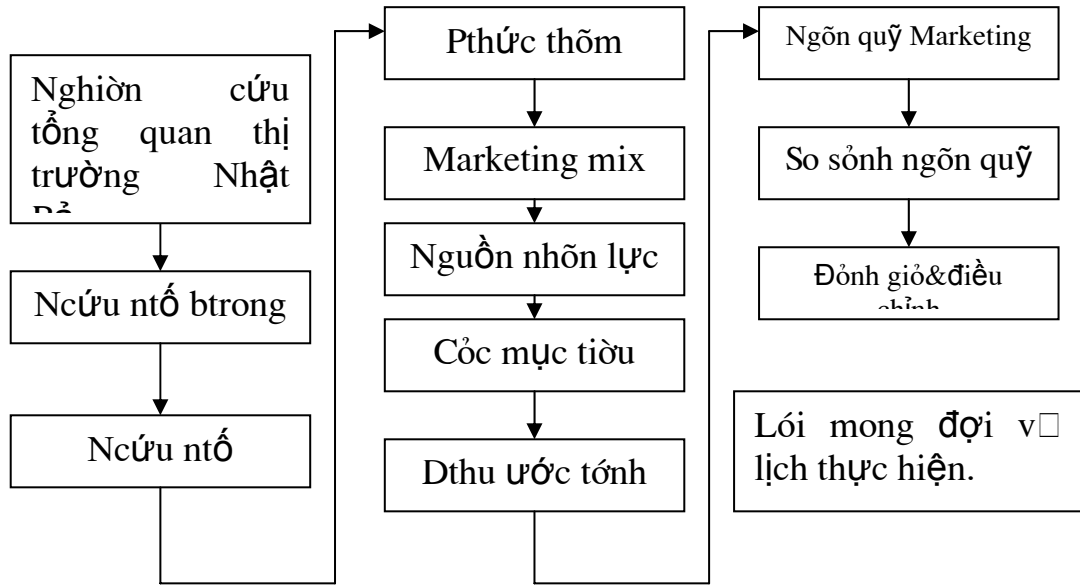 Nghiờn cứu
tổng quan thị
trường Nhật
Ncứu ntố btrong
Ncứu ntố
Pthức thõm
Marketing mix
Nguồn nhõn lực
Cỏc mục tiờu
Dthu ước tớnh
Ngõn quỹ Marketing
So sỏnh ngõn quỹ
Đỏnh giỏ&điều
chỉnh
Lói mong đợi v□
lịch thực hiện.